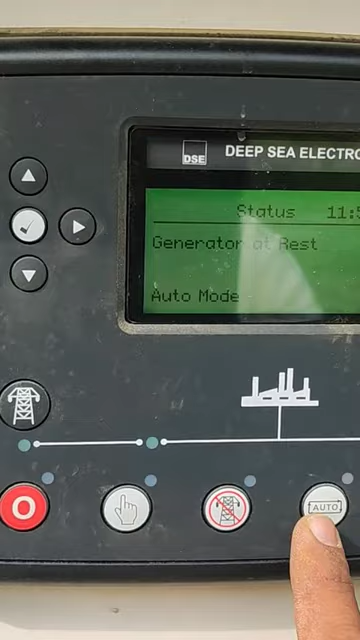 DSE DEEP SEA ELECTRO
Status 11:5
Generator at Rest
Auto Mode
O
AUTO